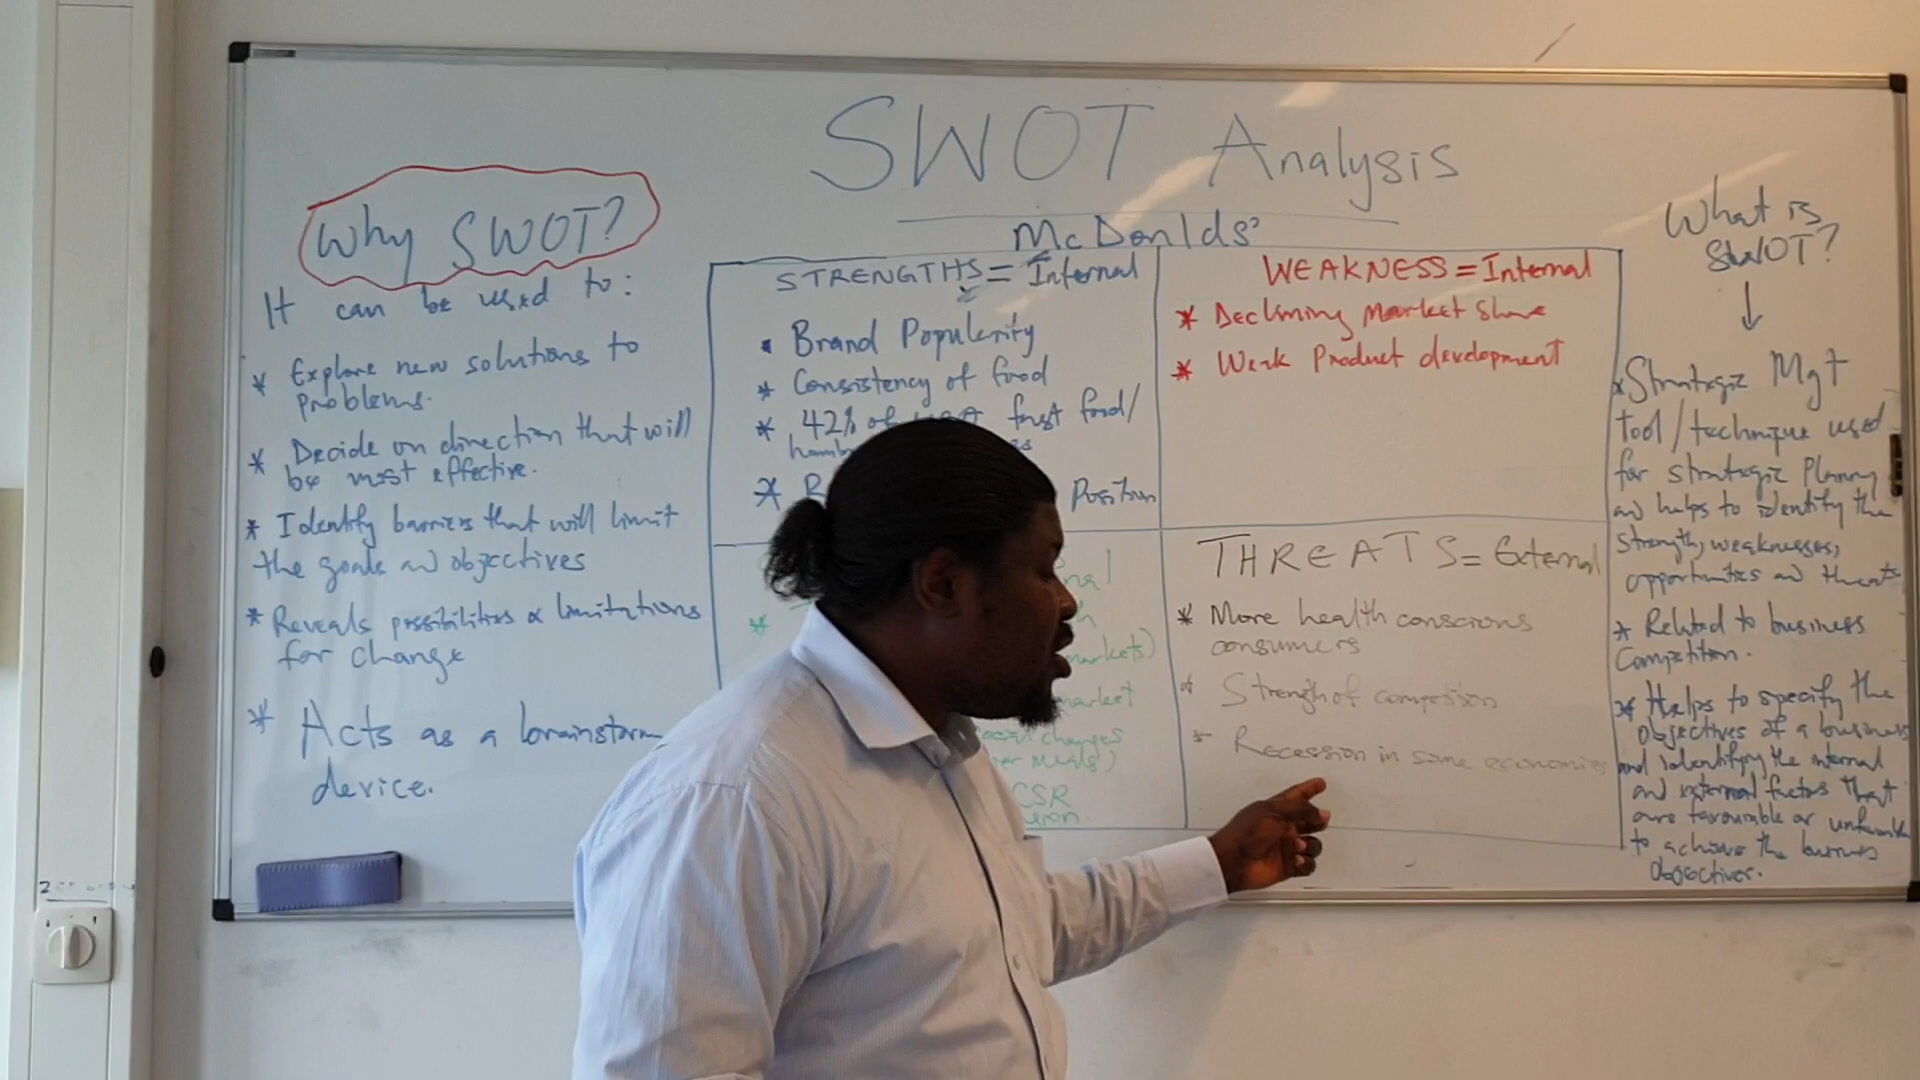 SWOT Analysis
McDonlds'
Why SWOT?
It can be used to:
* Explore new solutions to
problems.
* Decide on direction that will
be most effective.
* Identify barriers that will limit
the goals and objectives
* Reveals possibilities & limitations
for change
* Acts as a brainstorm
device.
STRENGTHS = Internal
* Brand Popularity
* Consistency of food
* 42% of fast food/
Position
WEAKNESS = Internal
* Declining Market Share
* Weak Product development
*
markets)
market
changes
meals)
CSR
THREATS = External
* More health conscious
consumers
* Strength of competition
* Recession in some economies
What is
SWOT?
* Strategic Mgt
tool/technique used
for strategic planning
and helps to identify the
strength, weaknesses,
opportunities and threats
* Related to business
Competition.
* Helps to specify the
objectives of a business
and identifying the internal
and external factors that
are favourable or
to achieve the business
objectives.